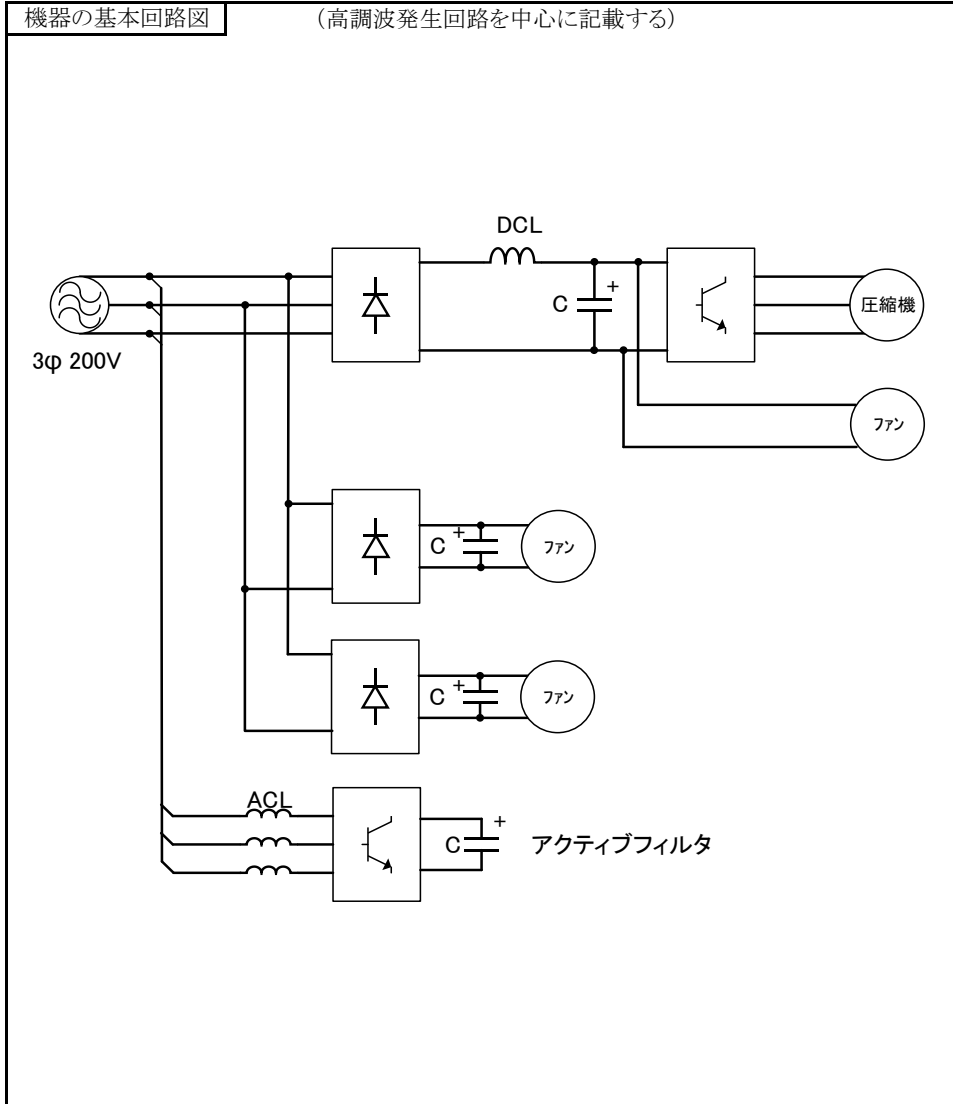 機器の基本回路図
(高調波発生回路を中心に記載する)
DCL
C
+
圧縮機
3φ 200V
ファン
C
+
ファン
C
+
ファン
ACL
C
+
アクティブフィルタ